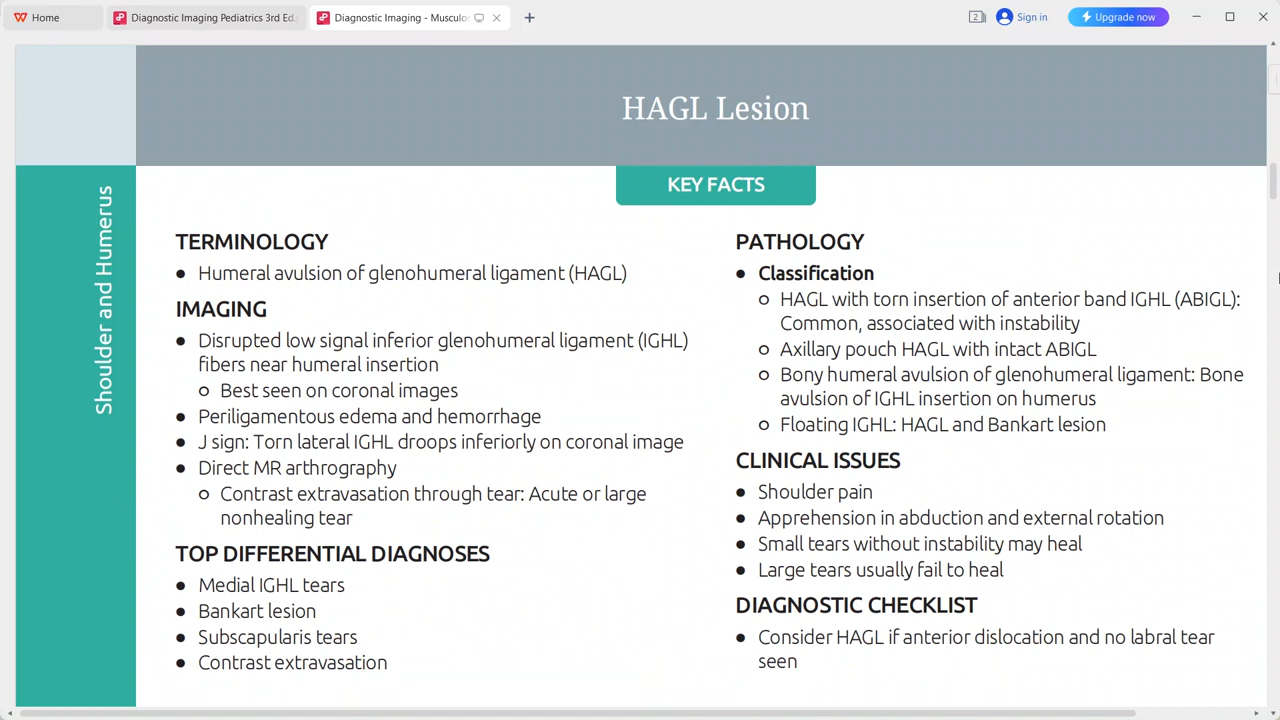 Home
Diagnostic Imaging Pediatrics 3rd Ed.
Diagnostic Imaging - Musculo
2
Sign in
Upgrade now
HAGL Lesion
Shoulder and Humerus
KEY FACTS
TERMINOLOGY
● Humeral avulsion of glenohumeral ligament (HAGL)
IMAGING
● Disrupted low signal inferior glenohumeral ligament (IGHL)
fibers near humeral insertion
○ Best seen on coronal images
● Periligamentous edema and hemorrhage
● J sign: Torn lateral IGHL droops inferiorly on coronal image
● Direct MR arthrography
○ Contrast extravasation through tear: Acute or large
nonhealing tear
TOP DIFFERENTIAL DIAGNOSES
● Medial IGHL tears
● Bankart lesion
● Subscapularis tears
● Contrast extravasation
PATHOLOGY
● Classification
○ HAGL with torn insertion of anterior band IGHL (ABIGL):
Common, associated with instability
○ Axillary pouch HAGL with intact ABIGL
○ Bony humeral avulsion of glenohumeral ligament: Bone
avulsion of IGHL insertion on humerus
○ Floating IGHL: HAGL and Bankart lesion
CLINICAL ISSUES
● Shoulder pain
● Apprehension in abduction and external rotation
● Small tears without instability may heal
● Large tears usually fail to heal
DIAGNOSTIC CHECKLIST
● Consider HAGL if anterior dislocation and no labral tear
seen